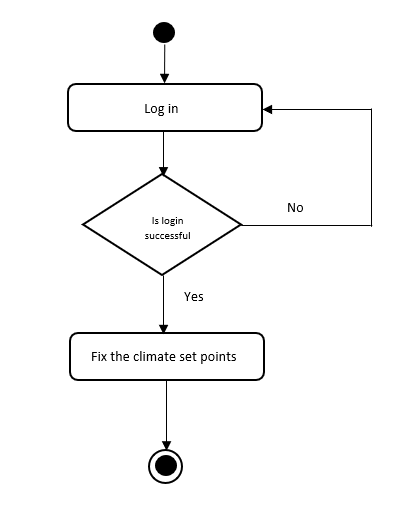 Log in
Is login
successful
No
Yes
Fix the climate set points